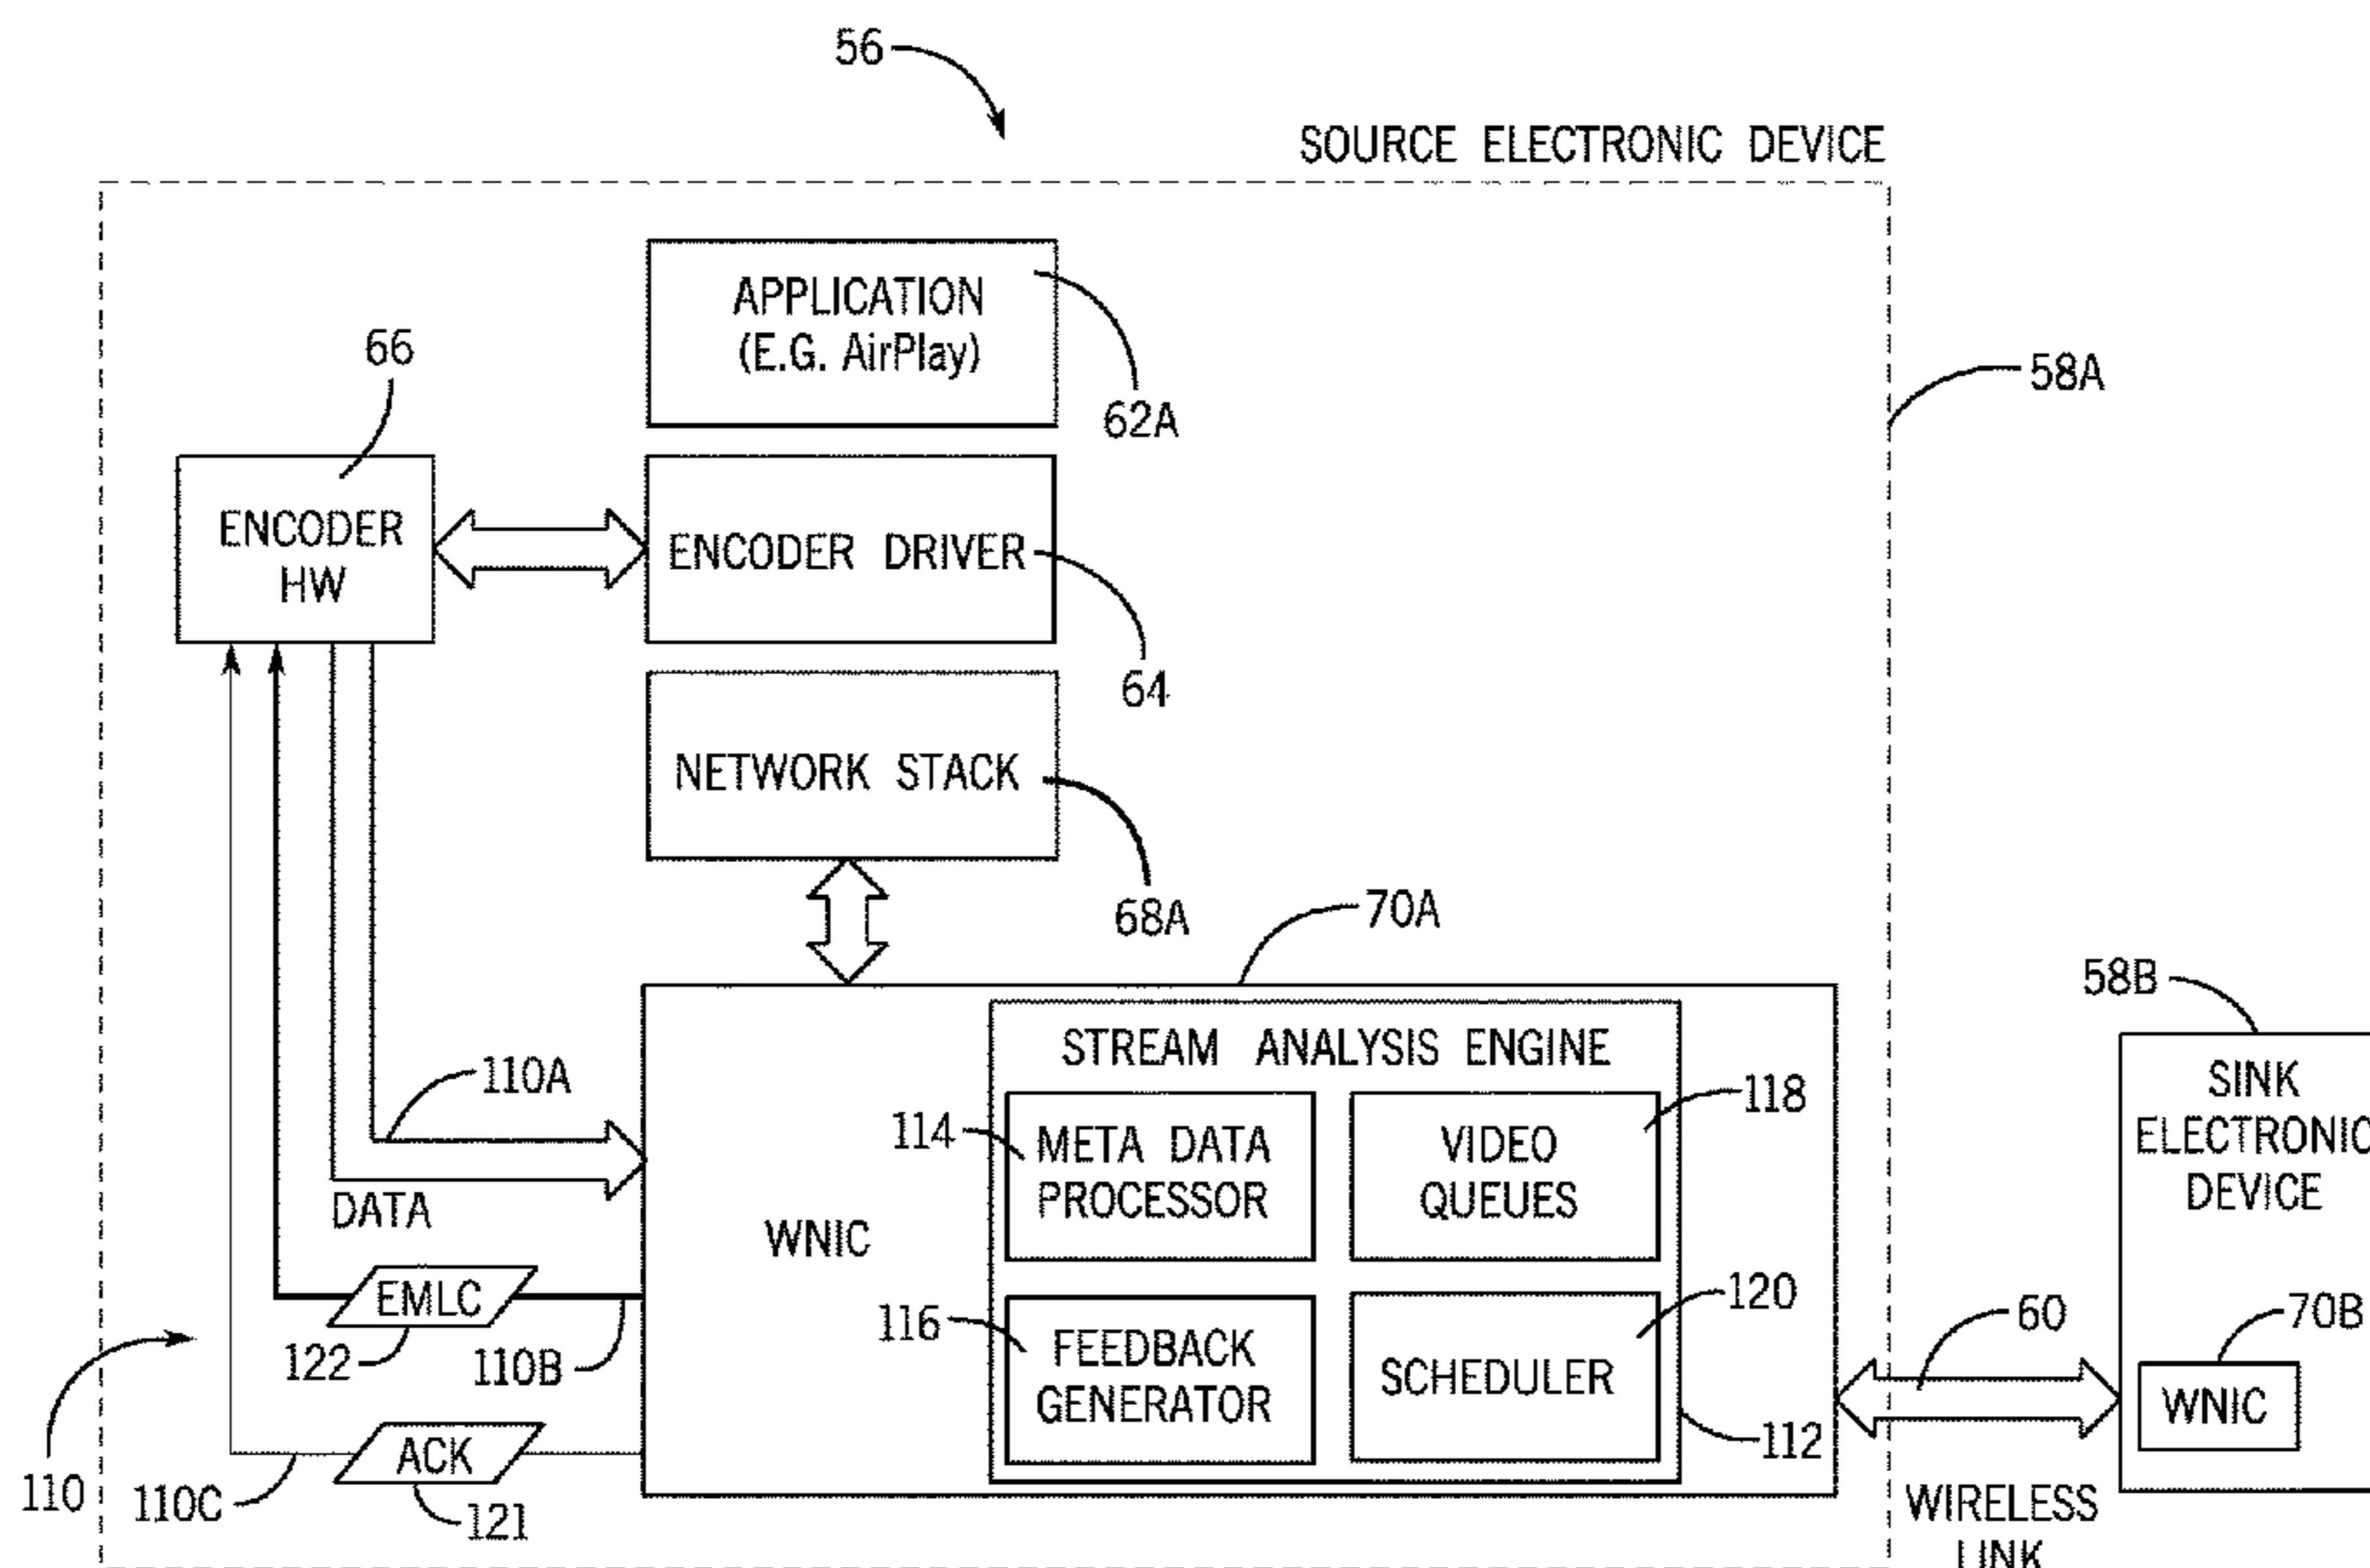 56
SOURCE ELECTRONIC DEVICE
APPLICATION
(E.G. AirPlay)
62A
58A
66
ENCODER
HW
ENCODER DRIVER
64
NETWORK STACK
68A
70A
58B
110A
DATA
WNIC
STREAM ANALYSIS ENGINE
114
META DATA
PROCESSOR
VIDEO
QUEUES
118
116
FEEDBACK
GENERATOR
SCHEDULER
120
112
EMLC
122
110B
ACK
121
110
110C
60
WIRELESS
LINK
SINK
ELECTRONIC
DEVICE
70B
WNIC